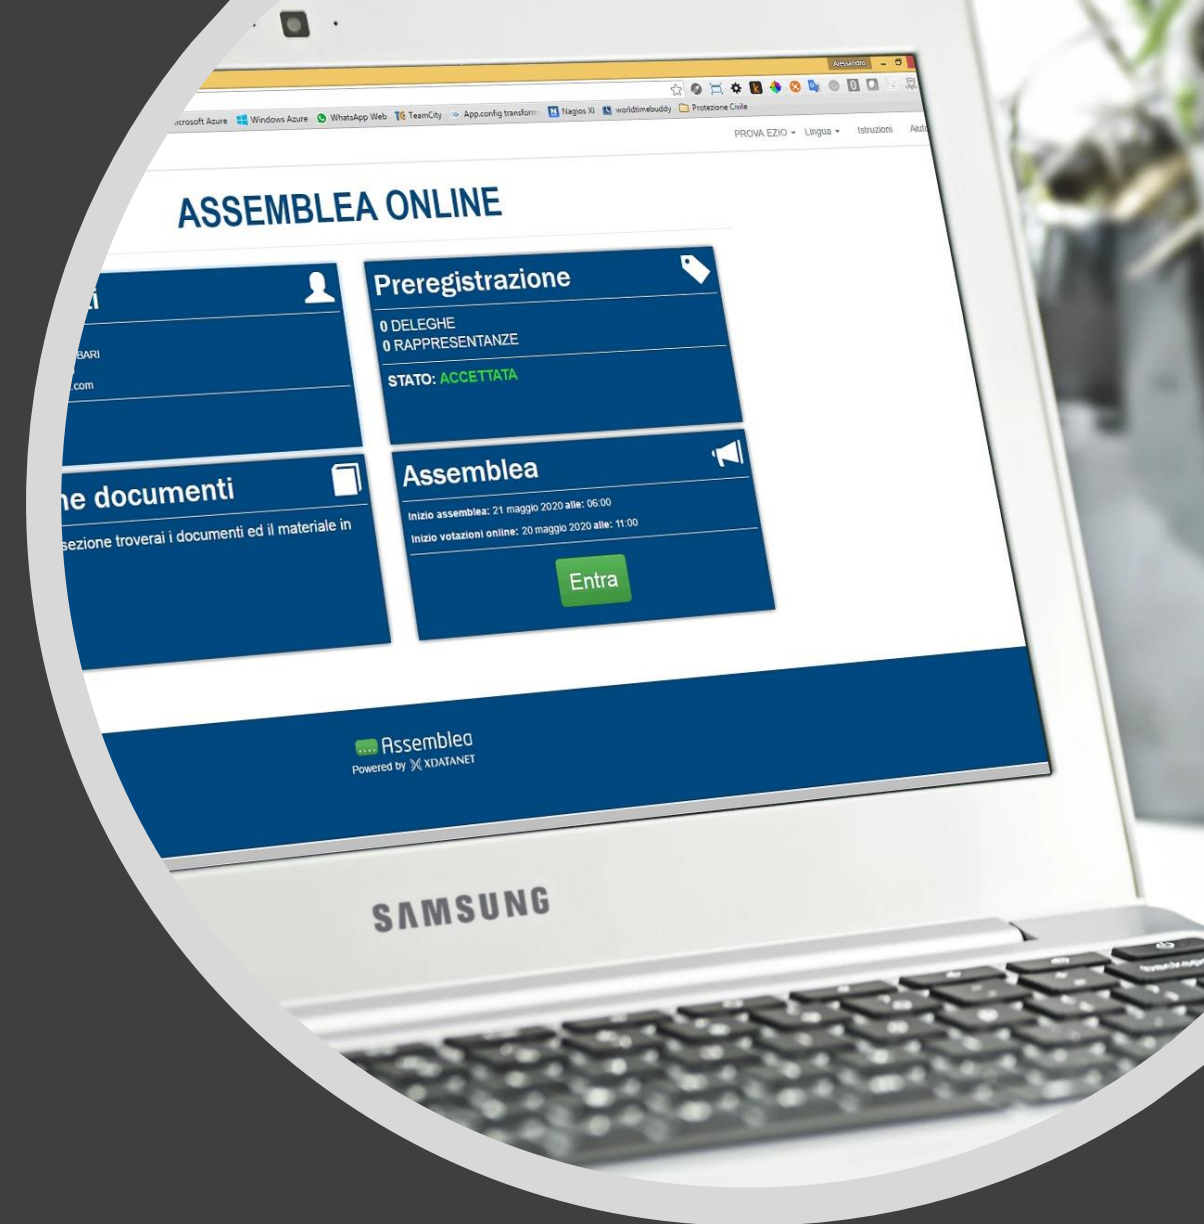 Alessandro
icrosoft Azure Windows Azure WhatsApp Web TeamCity App.config transform Nagios XI worldtimebuddy Protezione Civile
PROVA EZIO Lingua Istruzioni Aiuto
ASSEMBLEA ONLINE
ti
BARI
.com
Preregistrazione
0 DELEGHE
0 RAPPRESENTANZE
STATO: ACCETTATA
ne documenti
sezione troverai i documenti ed il materiale in
Assemblea
Inizio assemblea: 21 maggio 2020 alle: 06:00
Inizio votazioni online: 20 maggio 2020 alle: 11:00
Entra
Assemblea
Powered by XDATANET
SAMSUNG